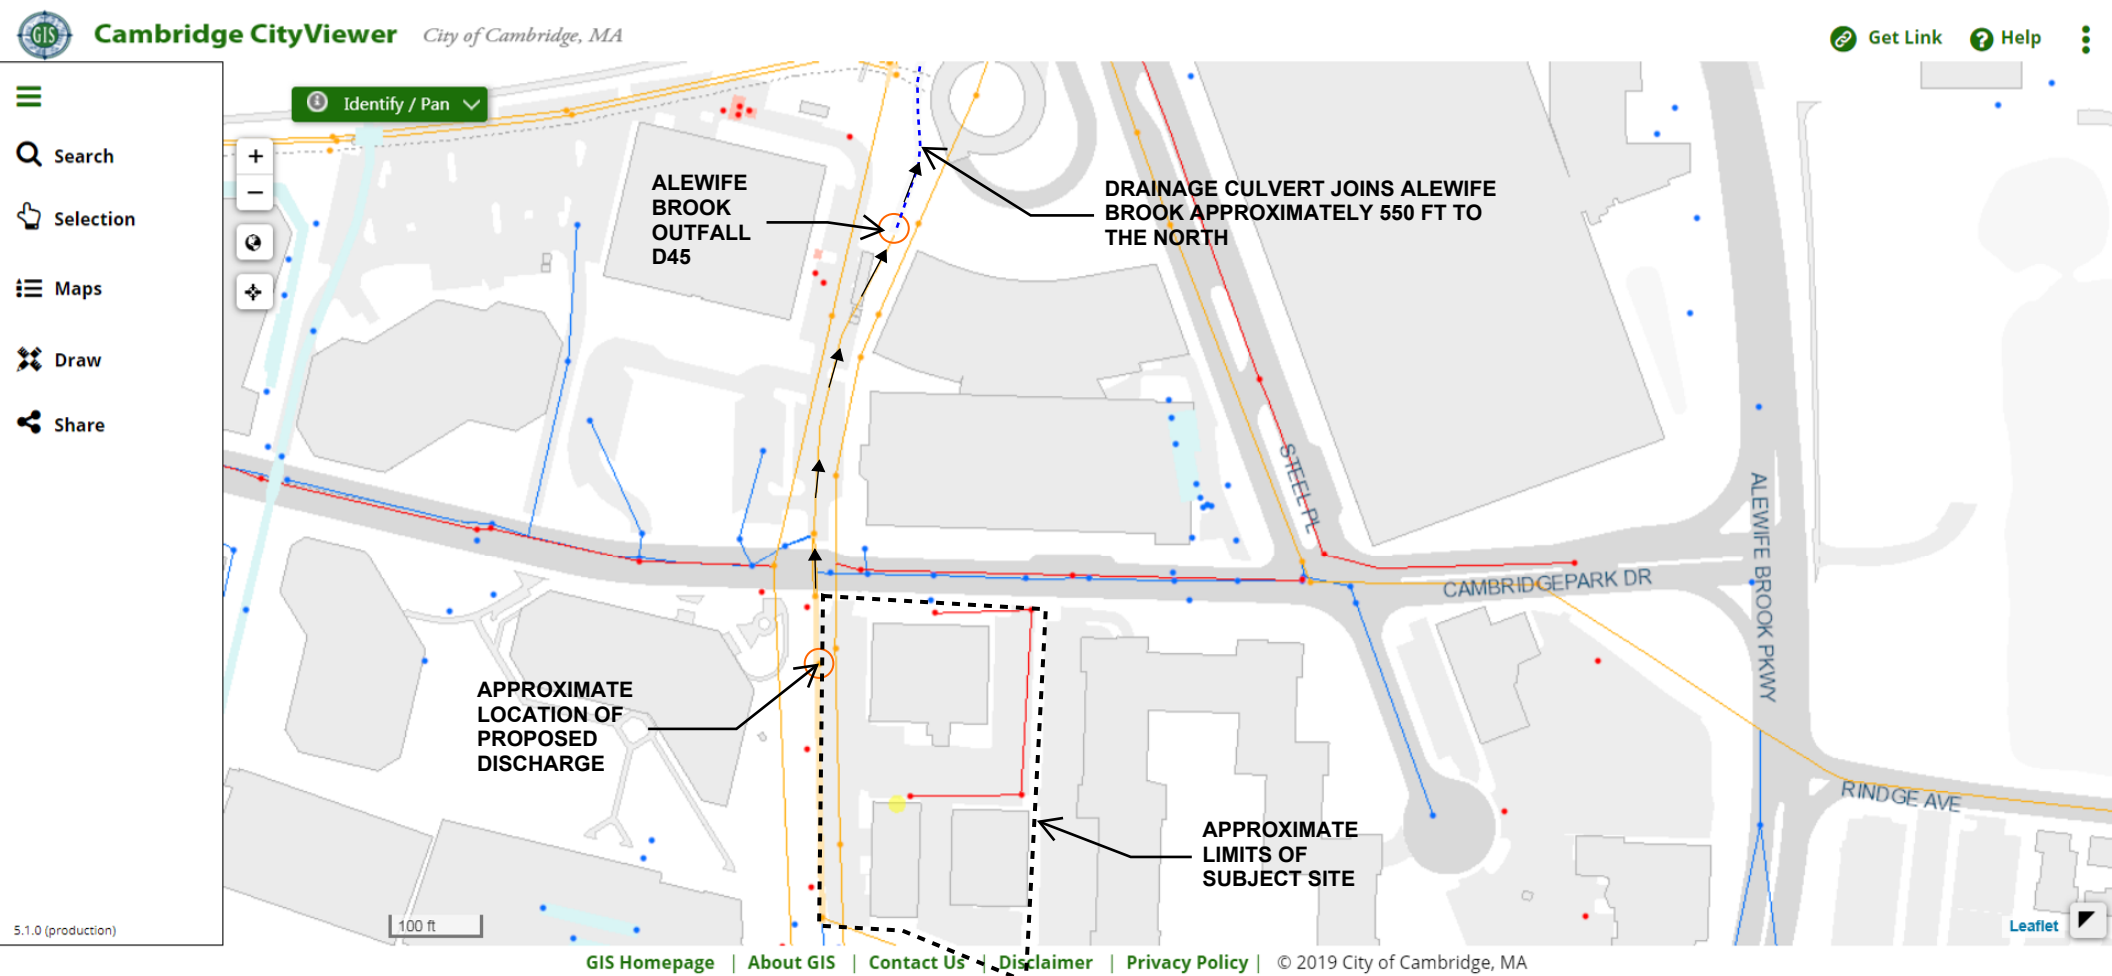 GIS
Cambridge CityViewer
City of Cambridge, MA
Get Link
Help
Identify / Pan
Search
Selection
Maps
Draw
Share
+
−
ALEWIFE
BROOK
OUTFALL
D45
DRAINAGE CULVERT JOINS ALEWIFE
BROOK APPROXIMATELY 550 FT TO
THE NORTH
STEEL PL
ALEWIFE BROOK PKWY
CAMBRIDGEPARK DR
RINDGE AVE
APPROXIMATE
LOCATION OF
PROPOSED
DISCHARGE
APPROXIMATE
LIMITS OF
SUBJECT SITE
100 ft
5.1.0 (production)
Leaflet
GIS Homepage | About GIS | Contact Us | Disclaimer | Privacy Policy | © 2019 City of Cambridge, MA